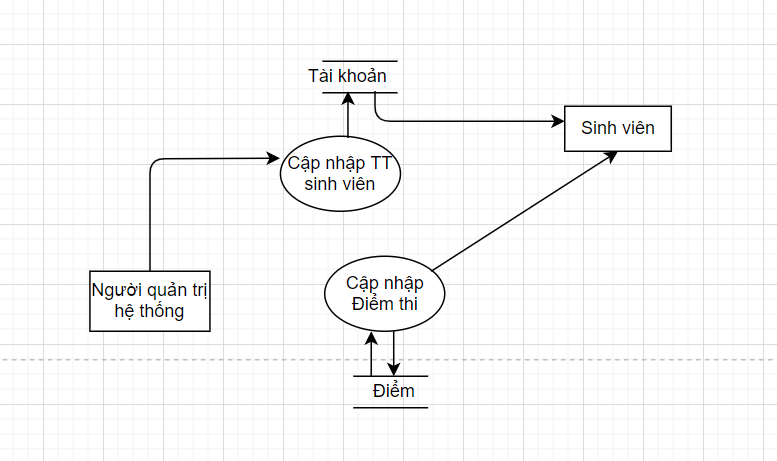 Tài khoản
Sinh viên
Cập nhập TT
sinh viên
Người quản trị
hệ thống
Cập nhập
Điểm thi
Điểm